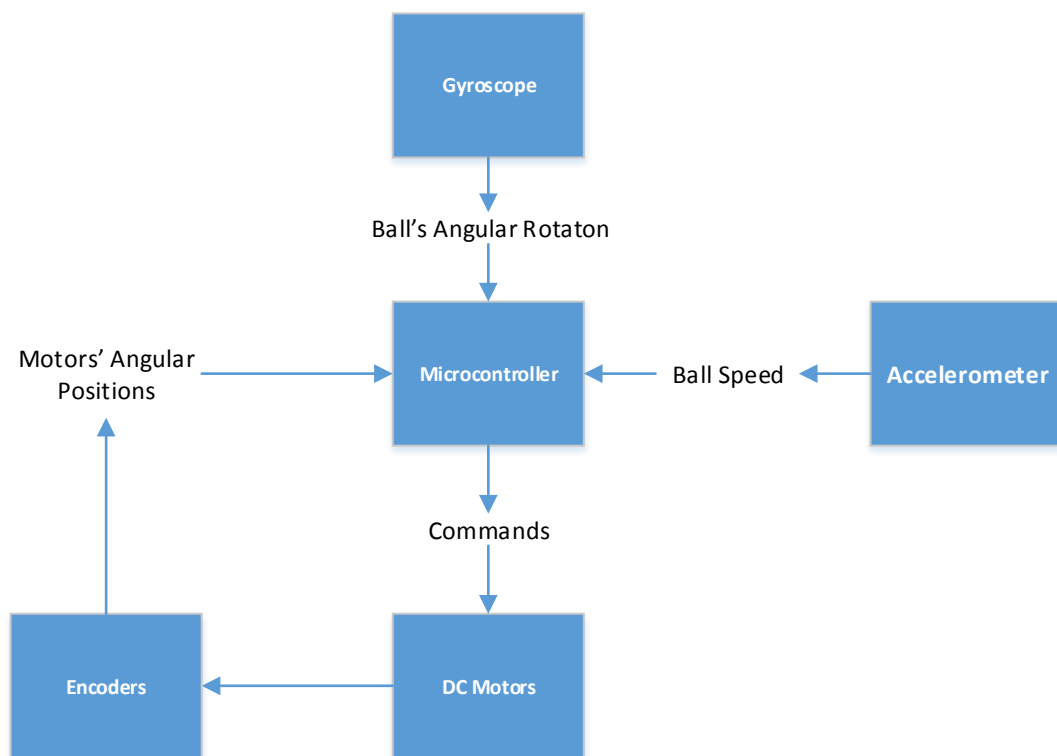 Gyroscope
Ball’s Angular Rotaton
Motors’ Angular
Positions
Microcontroller
Ball Speed
Accelerometer
Commands
Encoders
DC Motors